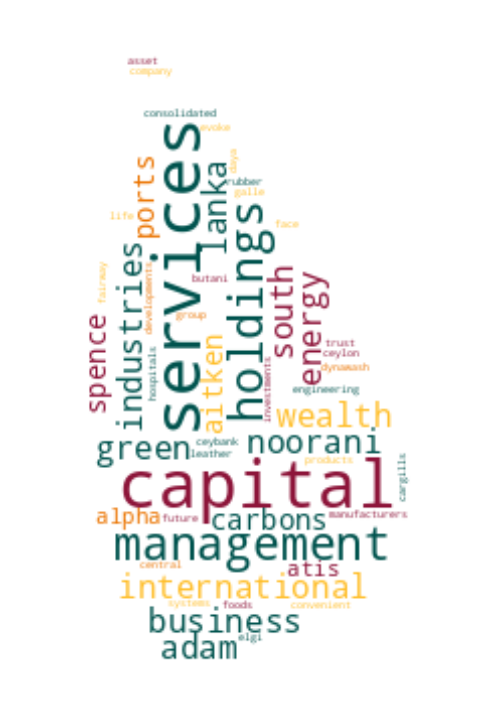 asset
company
consolidated
evoke
services
ports
lanka
daya
rubber
galle
life
face
holdings
industries
south
energy
fairway
developments
butani
hospitals
group
spence
aitken
investments
trust
ceylon
dynawash
engineering
wealth
green
ceybank
leather
noorani
products
cargills
capital
alpha
future
carbons
manufacturers
management
central
atis
international
systems
foods
convenient
business
elgi
adam